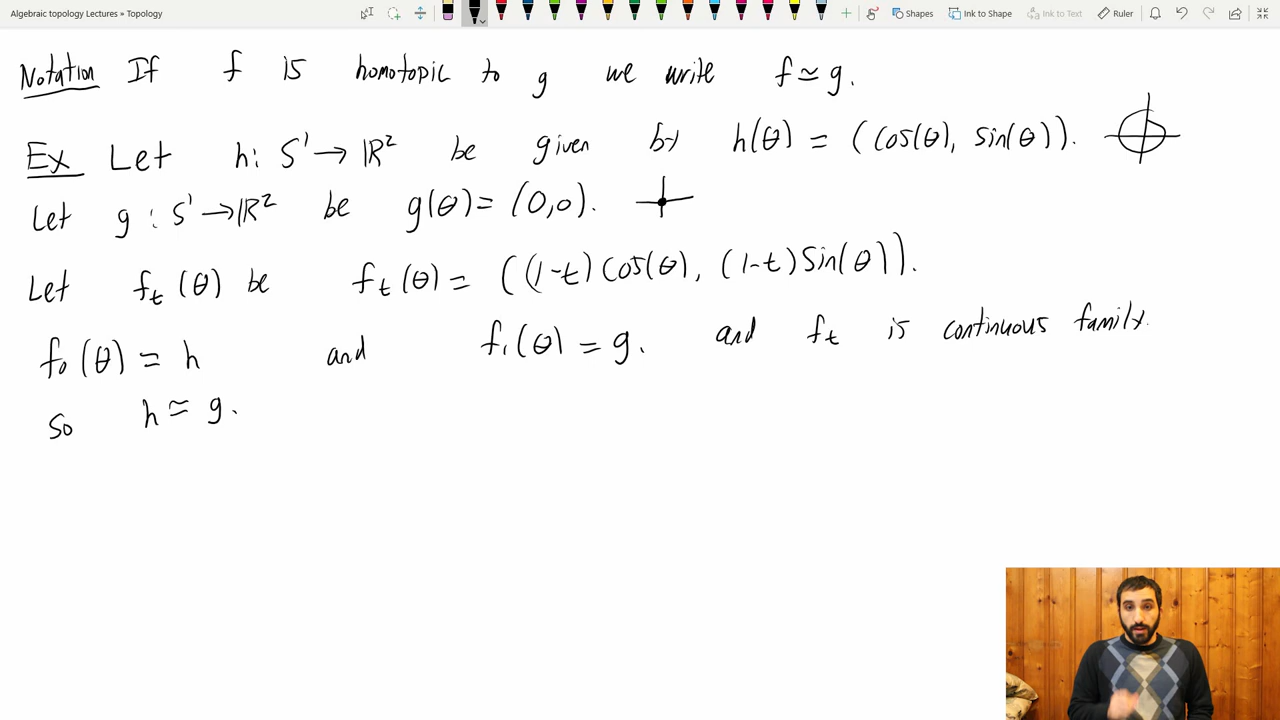 Algebraic topology Lectures » Topology
Shapes Ink to Shape Ink to Text Ruler
Notation If f is homotopic to g we write f ≃ g.
Ex Let h: S¹ → ℝ² be given by h(θ) = (cos(θ), sin(θ)).
Let g : S¹ → ℝ² be g(θ) = (0,0).
Let fₜ(θ) be fₜ(θ) = ((1-t) cos(θ), (1-t) sin(θ)).
f₀(θ) = h and f₁(θ) = g. and fₜ is continuous family.
So h ≃ g.